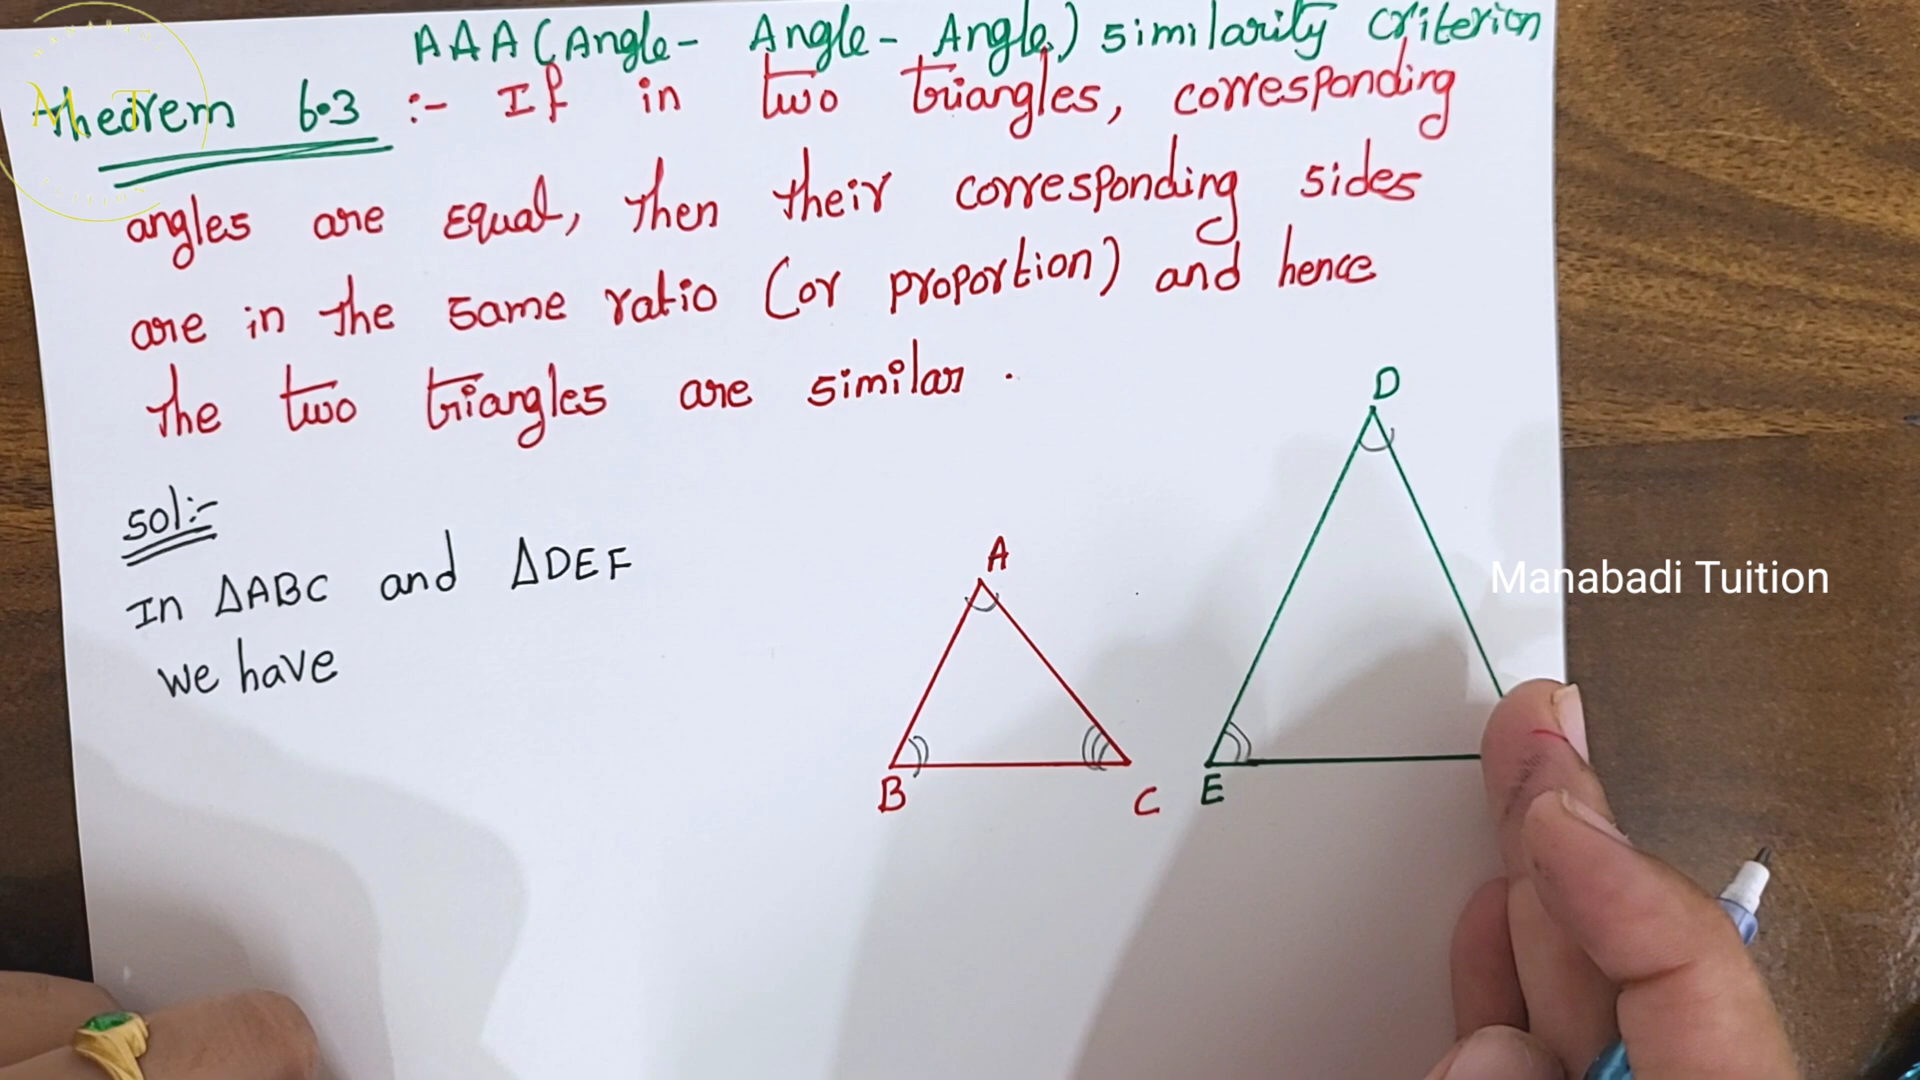 AAA (Angle - Angle - Angle) similarity criterion
Theorem 6.3 :- If in two triangles, corresponding
angles are equal, then their corresponding sides
are in the same ratio (or proportion) and hence
the two triangles are similar.
Sol:-
In ΔABC and ΔDEF
we have
D
A
Manabadi Tuition
B
C
E
M T